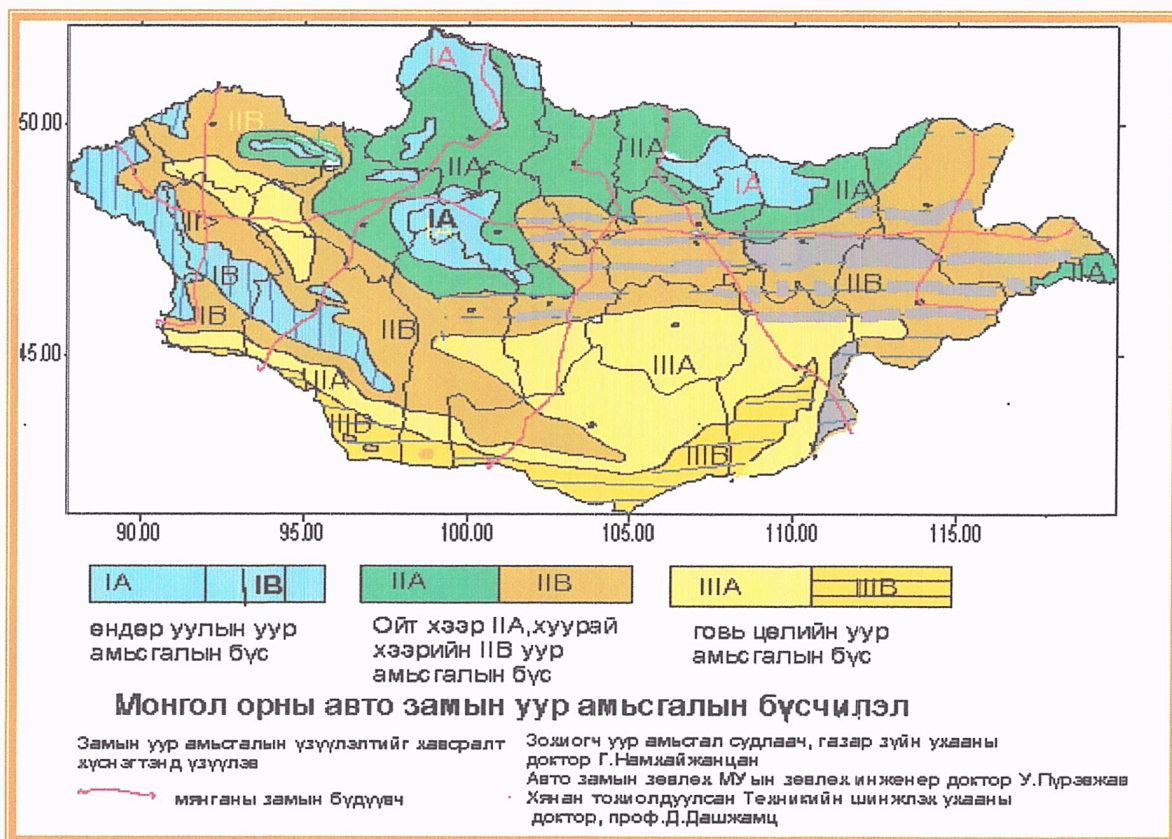 IA
50.00
IIB
IIA
IIA
IA
IIA
IA
IIB
IB
IIB
IIA
IB
IIB
45.00
IIIA
IIIA
IIIB
IIIB
90.00 95.00 100.00 105.00 110.00 115.00
IA IB IIA IIB IIIA IIIB
өндөр уулын уур
амьсгалын бүс
Ойт хээр IIA,хуурай
хээрийн IIB уур
амьсгалын бүс
говь цөлийн уур
амьсгалын бүс
Монгол орны авто замын уур амьсгалын бүсчилэл
Замын уур амьсгалын үзүүлэлтийг хавсралт
хүснэгтэнд үзүүлэв
мянганы замын бүдүүвч
Зохиогч уур амьсгал судлаач, газар зүйн ухааны
доктор Г.Намхайжанцан
Авто замын зөвлөх МУ ын зөвлөх инженер доктор У.Пүрэвжав
Хянан тохиолдуулсан Техникийн шинжлэх ухааны
доктор, проф.Д.Дашжамц